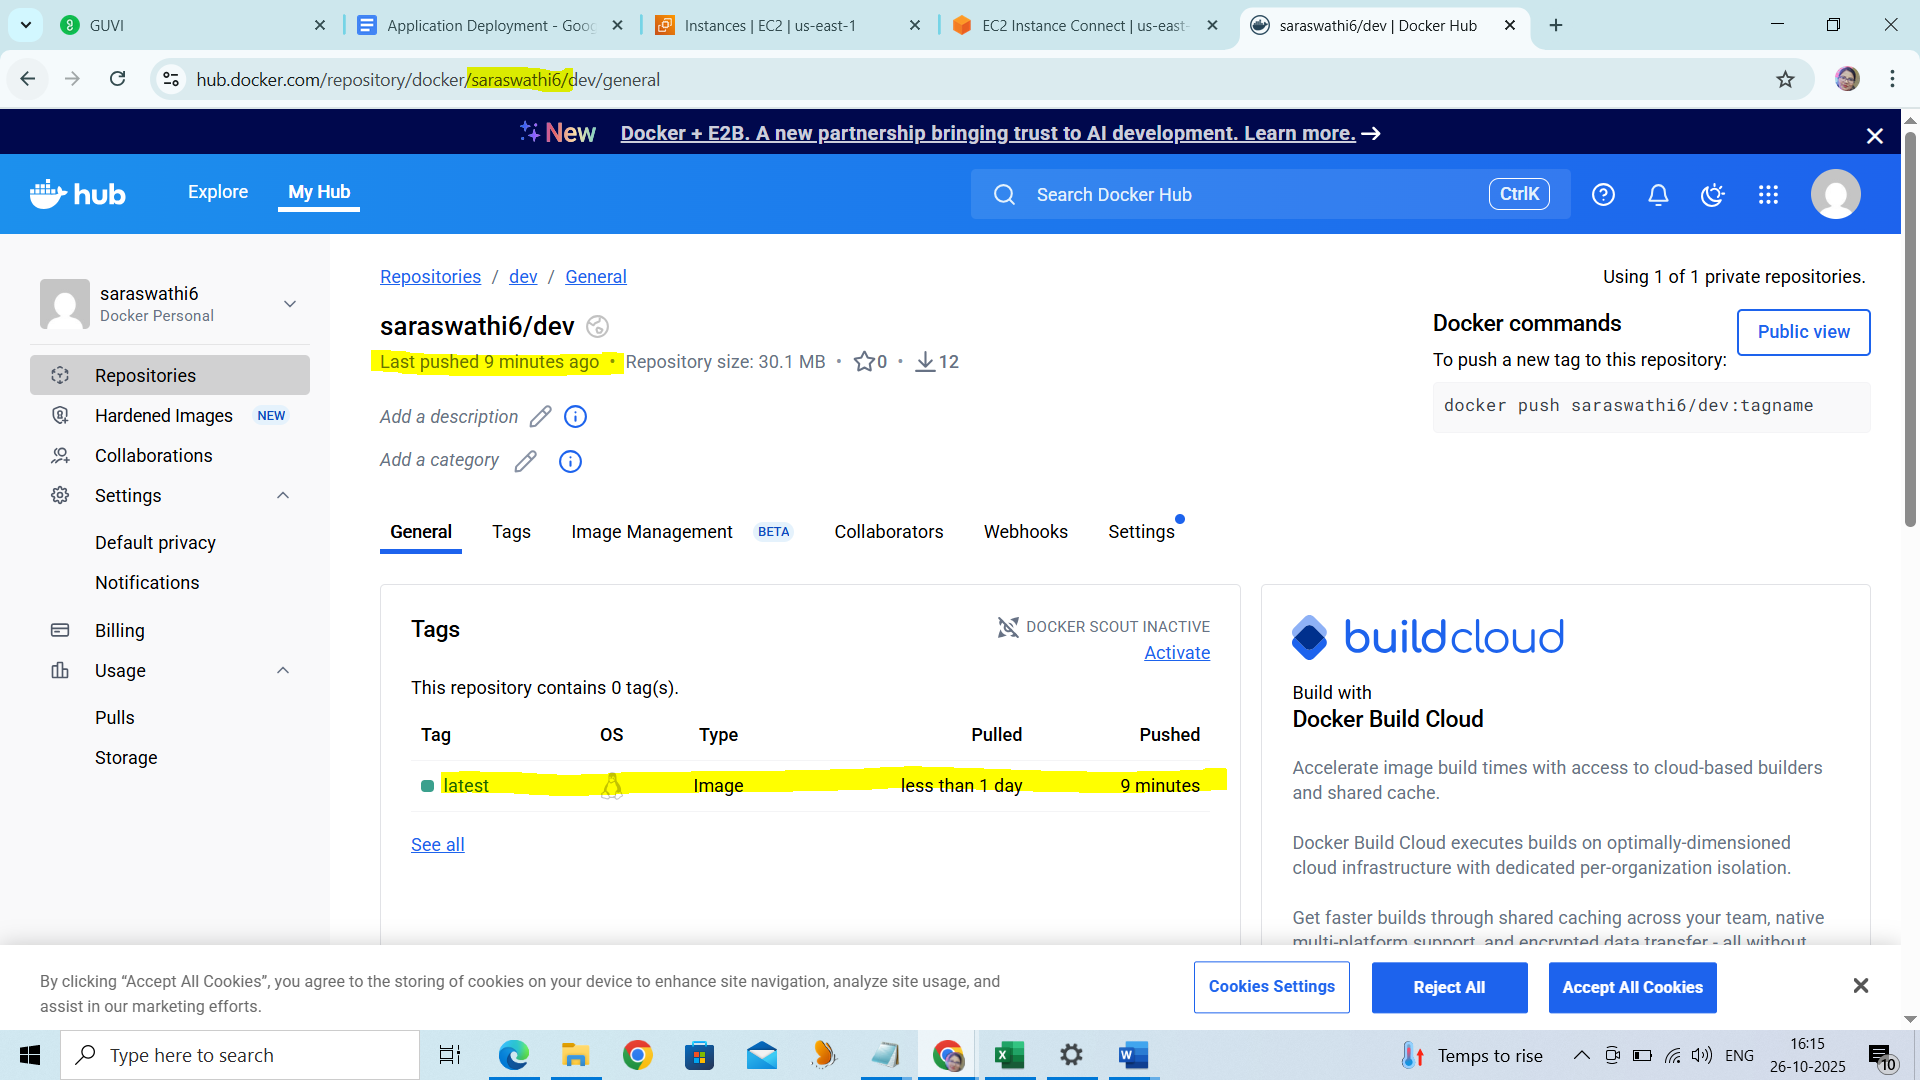 GUVI
Application Deployment - Goog
Instances | EC2 | us-east-1
EC2 Instance Connect | us-east-
saraswathi6/dev | Docker Hub
hub.docker.com/repository/docker/saraswathi6/dev/general
New Docker + E2B. A new partnership bringing trust to AI development. Learn more. →
hub
Explore
My Hub
Search Docker Hub
CtrlK
saraswathi6
Docker Personal
Repositories
Hardened Images NEW
Collaborations
Settings
Default privacy
Notifications
Billing
Usage
Pulls
Storage
Repositories / dev / General
Using 1 of 1 private repositories.
saraswathi6/dev
Last pushed 9 minutes ago • Repository size: 30.1 MB • 0 • 12
Add a description
Add a category
Docker commands
Public view
To push a new tag to this repository:
docker push saraswathi6/dev:tagname
General Tags Image Management BETA Collaborators Webhooks Settings
Tags
DOCKER SCOUT INACTIVE
Activate
This repository contains 0 tag(s).
Tag OS Type Pulled Pushed
latest Image less than 1 day 9 minutes
See all
buildcloud
Build with
Docker Build Cloud
Accelerate image build times with access to cloud-based builders
and shared cache.
Docker Build Cloud executes builds on optimally-dimensioned
cloud infrastructure with dedicated per-organization isolation.
Get faster builds through shared caching across your team, native
multi-platform support, and encrypted data transfer - all without
By clicking “Accept All Cookies”, you agree to the storing of cookies on your device to enhance site navigation, analyze site usage, and
assist in our marketing efforts.
Cookies Settings
Reject All
Accept All Cookies
Type here to search
Temps to rise
ENG
16:15
26-10-2025
10